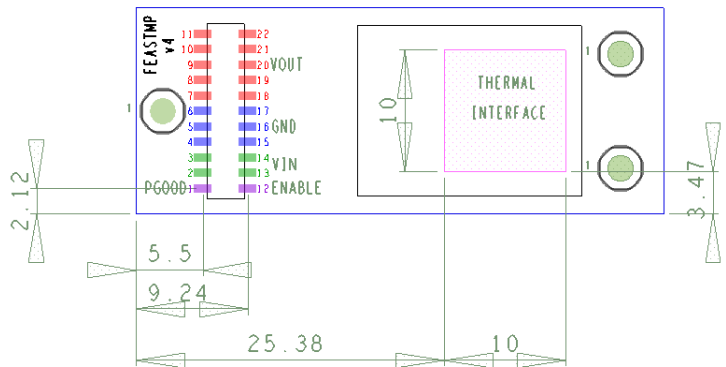 FEASTMP
v4
11 22
10 21
9 20 VOUT
8 19
7 18
6 17
5 16 GND
4 15
3 14 VIN
2 13
PGOOD 1 12 ENABLE
1
1
1
THERMAL
INTERFACE
10
2.12
3.47
5.5
9.24
25.38
10